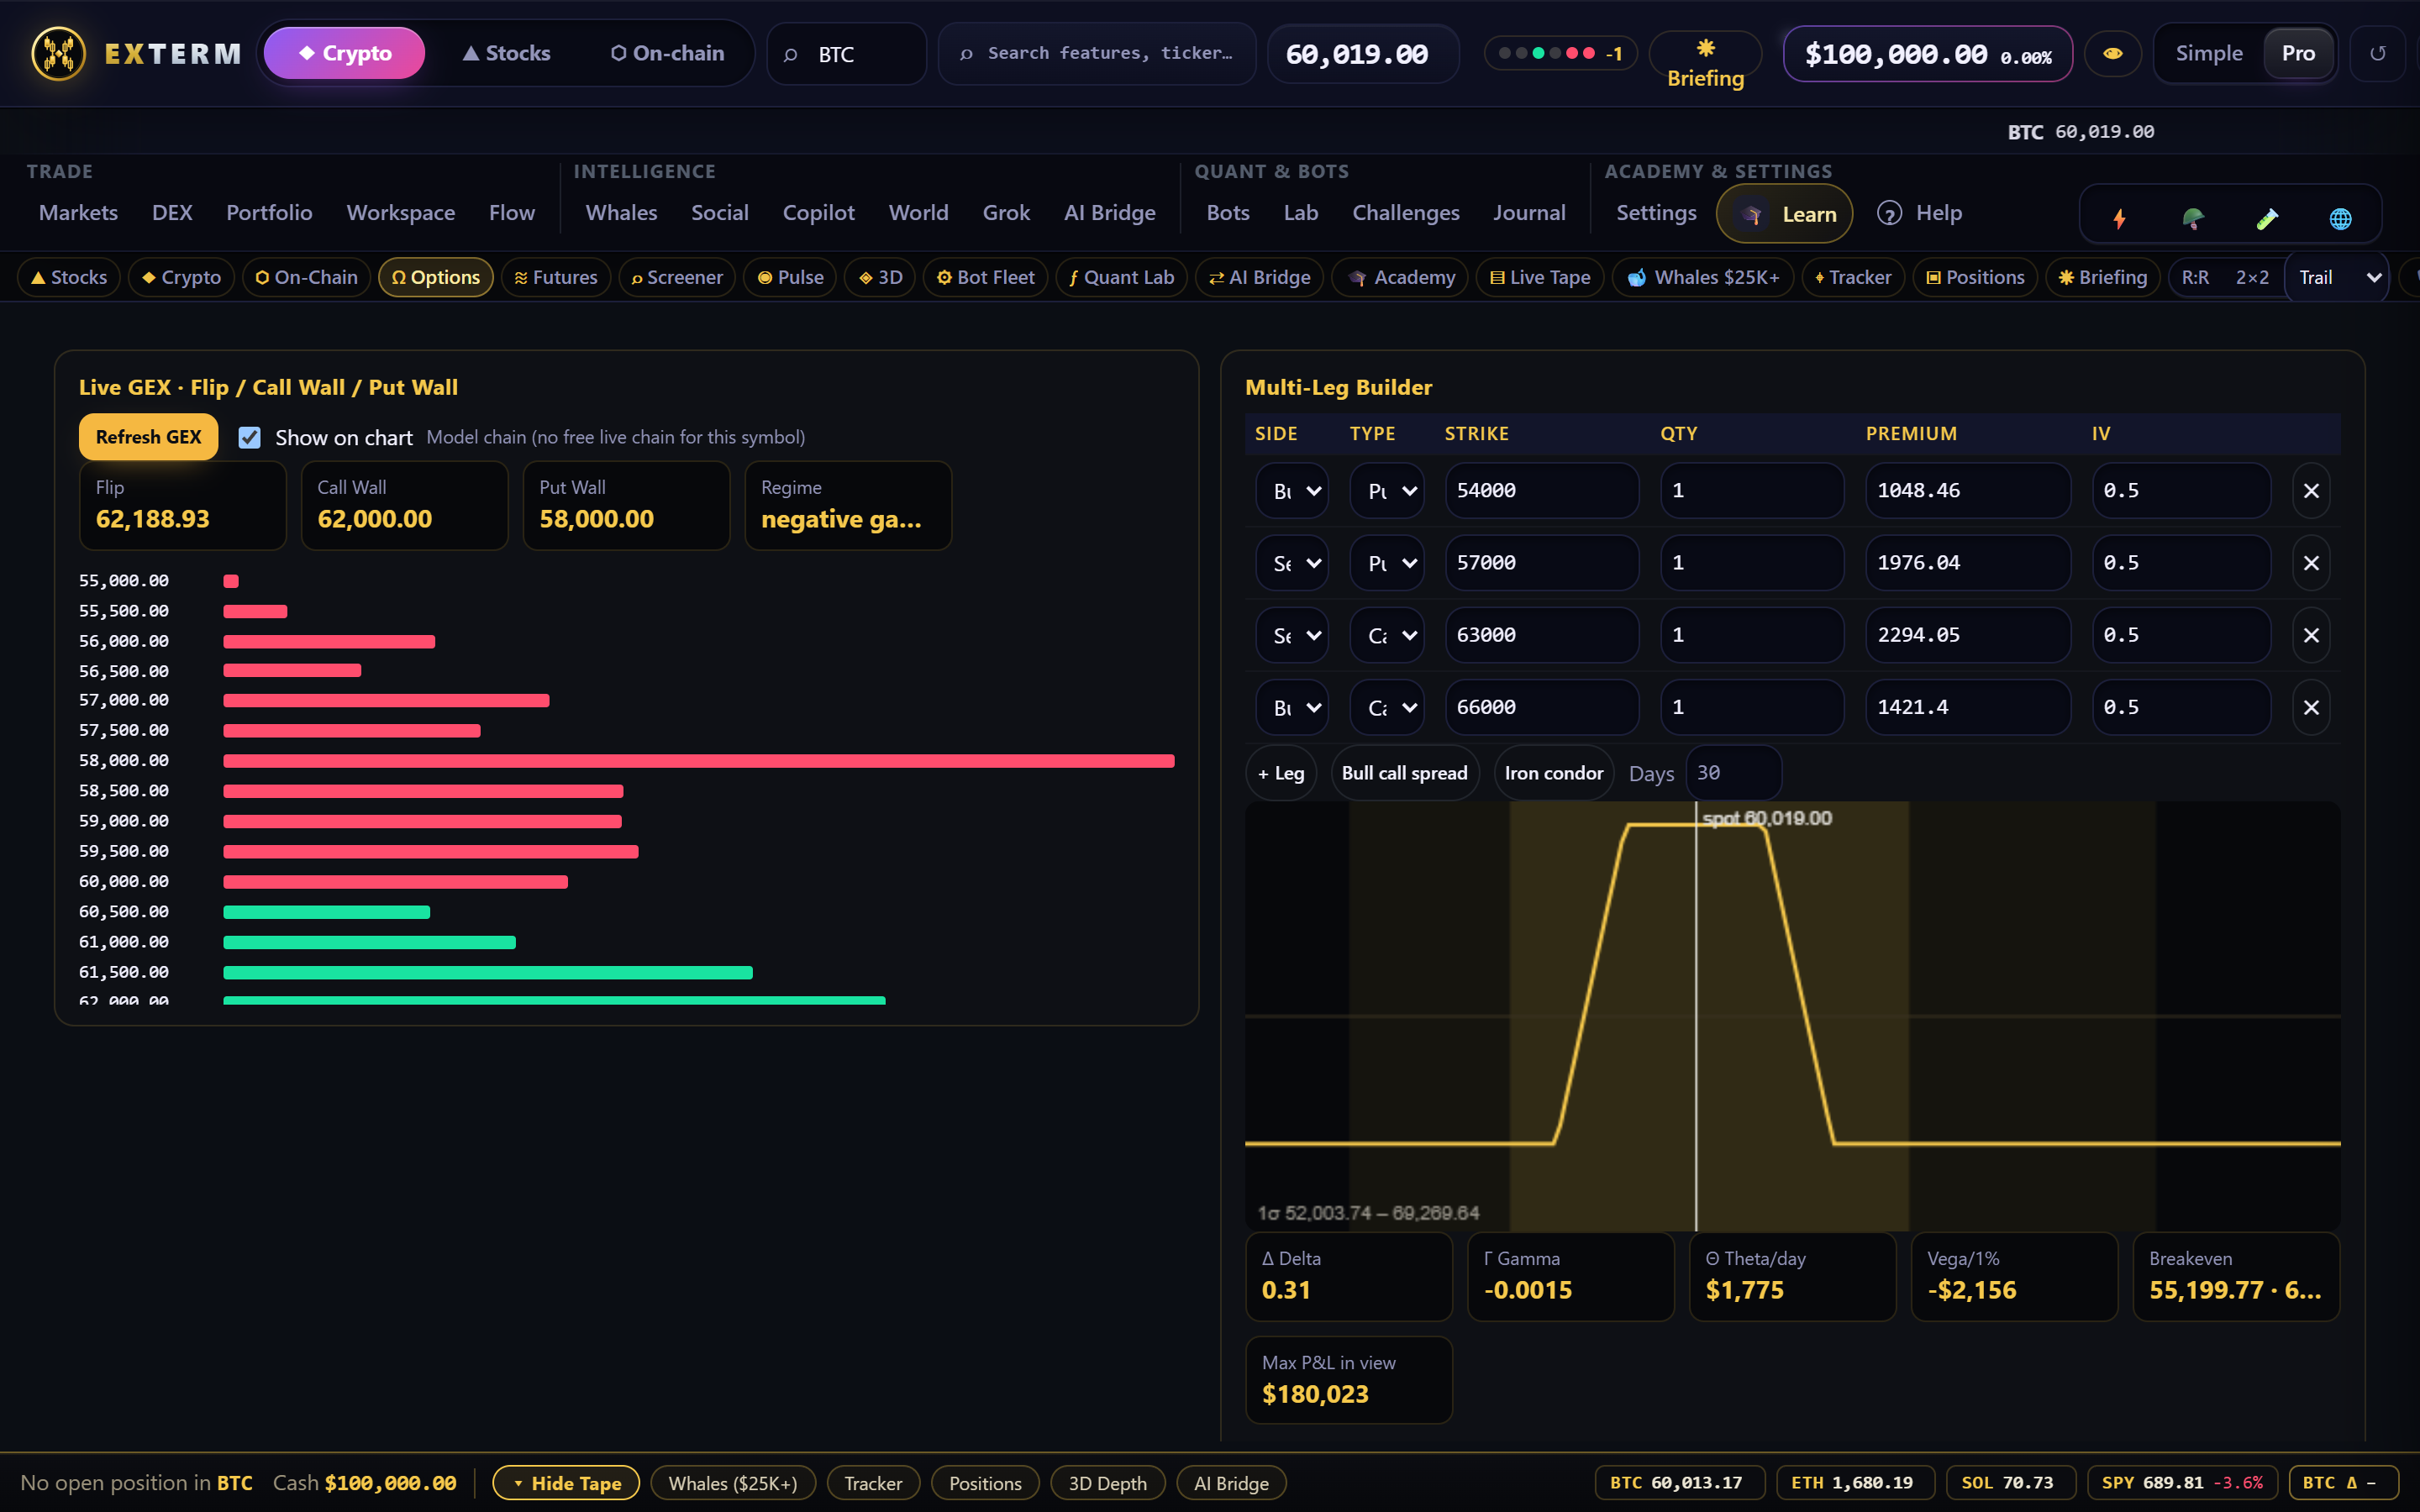 EXTERM
◆ Crypto
▲ Stocks
⬡ On-chain
BTC
Search features, ticker…
60,019.00
-1
Briefing
$100,000.00 0.00%
Simple
Pro
BTC 60,019.00
TRADE
Markets DEX Portfolio Workspace Flow
INTELLIGENCE
Whales Social Copilot World Grok AI Bridge
QUANT & BOTS
Bots Lab Challenges Journal
ACADEMY & SETTINGS
Settings Learn ? Help
▲ Stocks ◆ Crypto ⬡ On-Chain Ω Options ≋ Futures Screener ◉ Pulse ◈ 3D ⚙ Bot Fleet ƒ Quant Lab ⇄ AI Bridge Academy Live Tape Whales $25K+ Tracker Positions Briefing R:R 2×2 Trail
Live GEX · Flip / Call Wall / Put Wall
Refresh GEX Show on chart Model chain (no free live chain for this symbol)
Flip
62,188.93
Call Wall
62,000.00
Put Wall
58,000.00
Regime
negative ga…
55,000.00
55,500.00
56,000.00
56,500.00
57,000.00
57,500.00
58,000.00
58,500.00
59,000.00
59,500.00
60,000.00
60,500.00
61,000.00
61,500.00
62,000.00
Multi-Leg Builder
SIDE TYPE STRIKE QTY PREMIUM IV
Bu Pu 54000 1 1048.46 0.5 ✕
Se Pu 57000 1 1976.04 0.5 ✕
Se Ca 63000 1 2294.05 0.5 ✕
Bu Ca 66000 1 1421.4 0.5 ✕
+ Leg Bull call spread Iron condor Days 30
spot 60,019.00
1σ 52,003.74 – 69,269.64
Δ Delta
0.31
Γ Gamma
-0.0015
Θ Theta/day
$1,775
Vega/1%
-$2,156
Breakeven
55,199.77 · 6…
Max P&L in view
$180,023
No open position in BTC Cash $100,000.00
▾ Hide Tape Whales ($25K+) Tracker Positions 3D Depth AI Bridge
BTC 60,013.17 ETH 1,680.19 SOL 70.73 SPY 689.81 -3.6% BTC Δ –